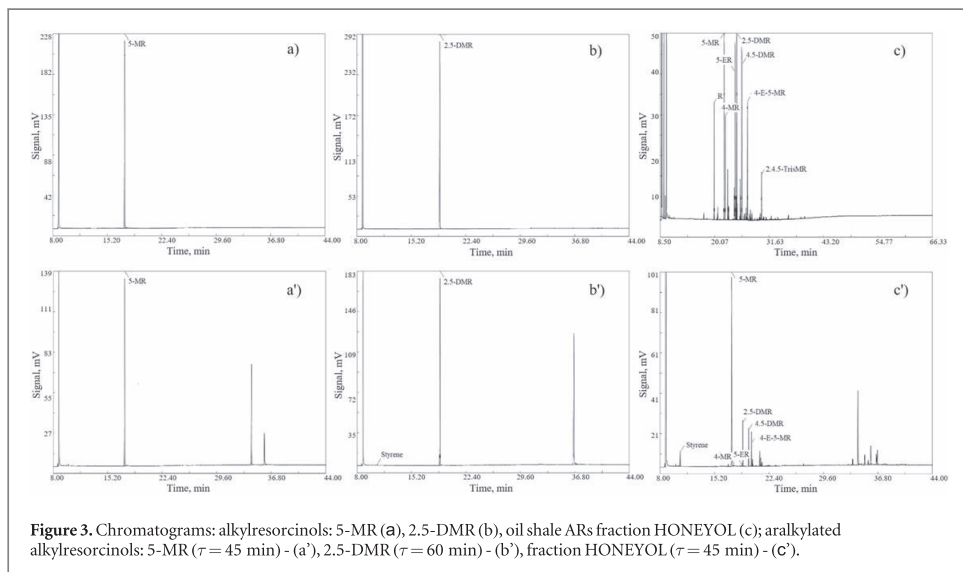 228
182
135
88
42
Signal, mV
5-MR
a)
8.00 15.20 22.40 29.60 36.80 44.00
Time, min
292
232
173
113
53
Signal, mV
2.5-DMR
b)
8.00 15.20 22.40 29.60 36.80 44.00
Time, min
50
40
30
20
10
Signal, mV
5-MR
2.5-DMR
5-ER
4.5-DMR
R
4-MR
4-E-5-MR
2.4.5-TrisMR
c)
8.50 20.07 31.63 43.20 54.77 66.33
Time, min
139
111
83
55
27
Signal, mV
5-MR
a')
8.00 15.20 22.40 29.60 36.80 44.00
Time, min
183
146
109
72
35
Signal, mV
2.5-DMR
Styrene
b')
8.00 15.20 22.40 29.60 36.80 44.00
Time, min
101
81
61
41
21
Signal, mV
5-MR
2.5-DMR
4.5-DMR
Styrene
4-MR
5-ER
4-E-5-MR
c')
8.00 15.20 22.40 29.60 36.80 44.00
Time, min
Figure 3. Chromatograms: alkylresorcinols: 5-MR (a), 2.5-DMR (b), oil shale ARs fraction HONEYOL (c); aralkylated
alkylresorcinols: 5-MR (τ = 45 min) - (a'), 2.5-DMR (τ = 60 min) - (b'), fraction HONEYOL (τ = 45 min) - (c').